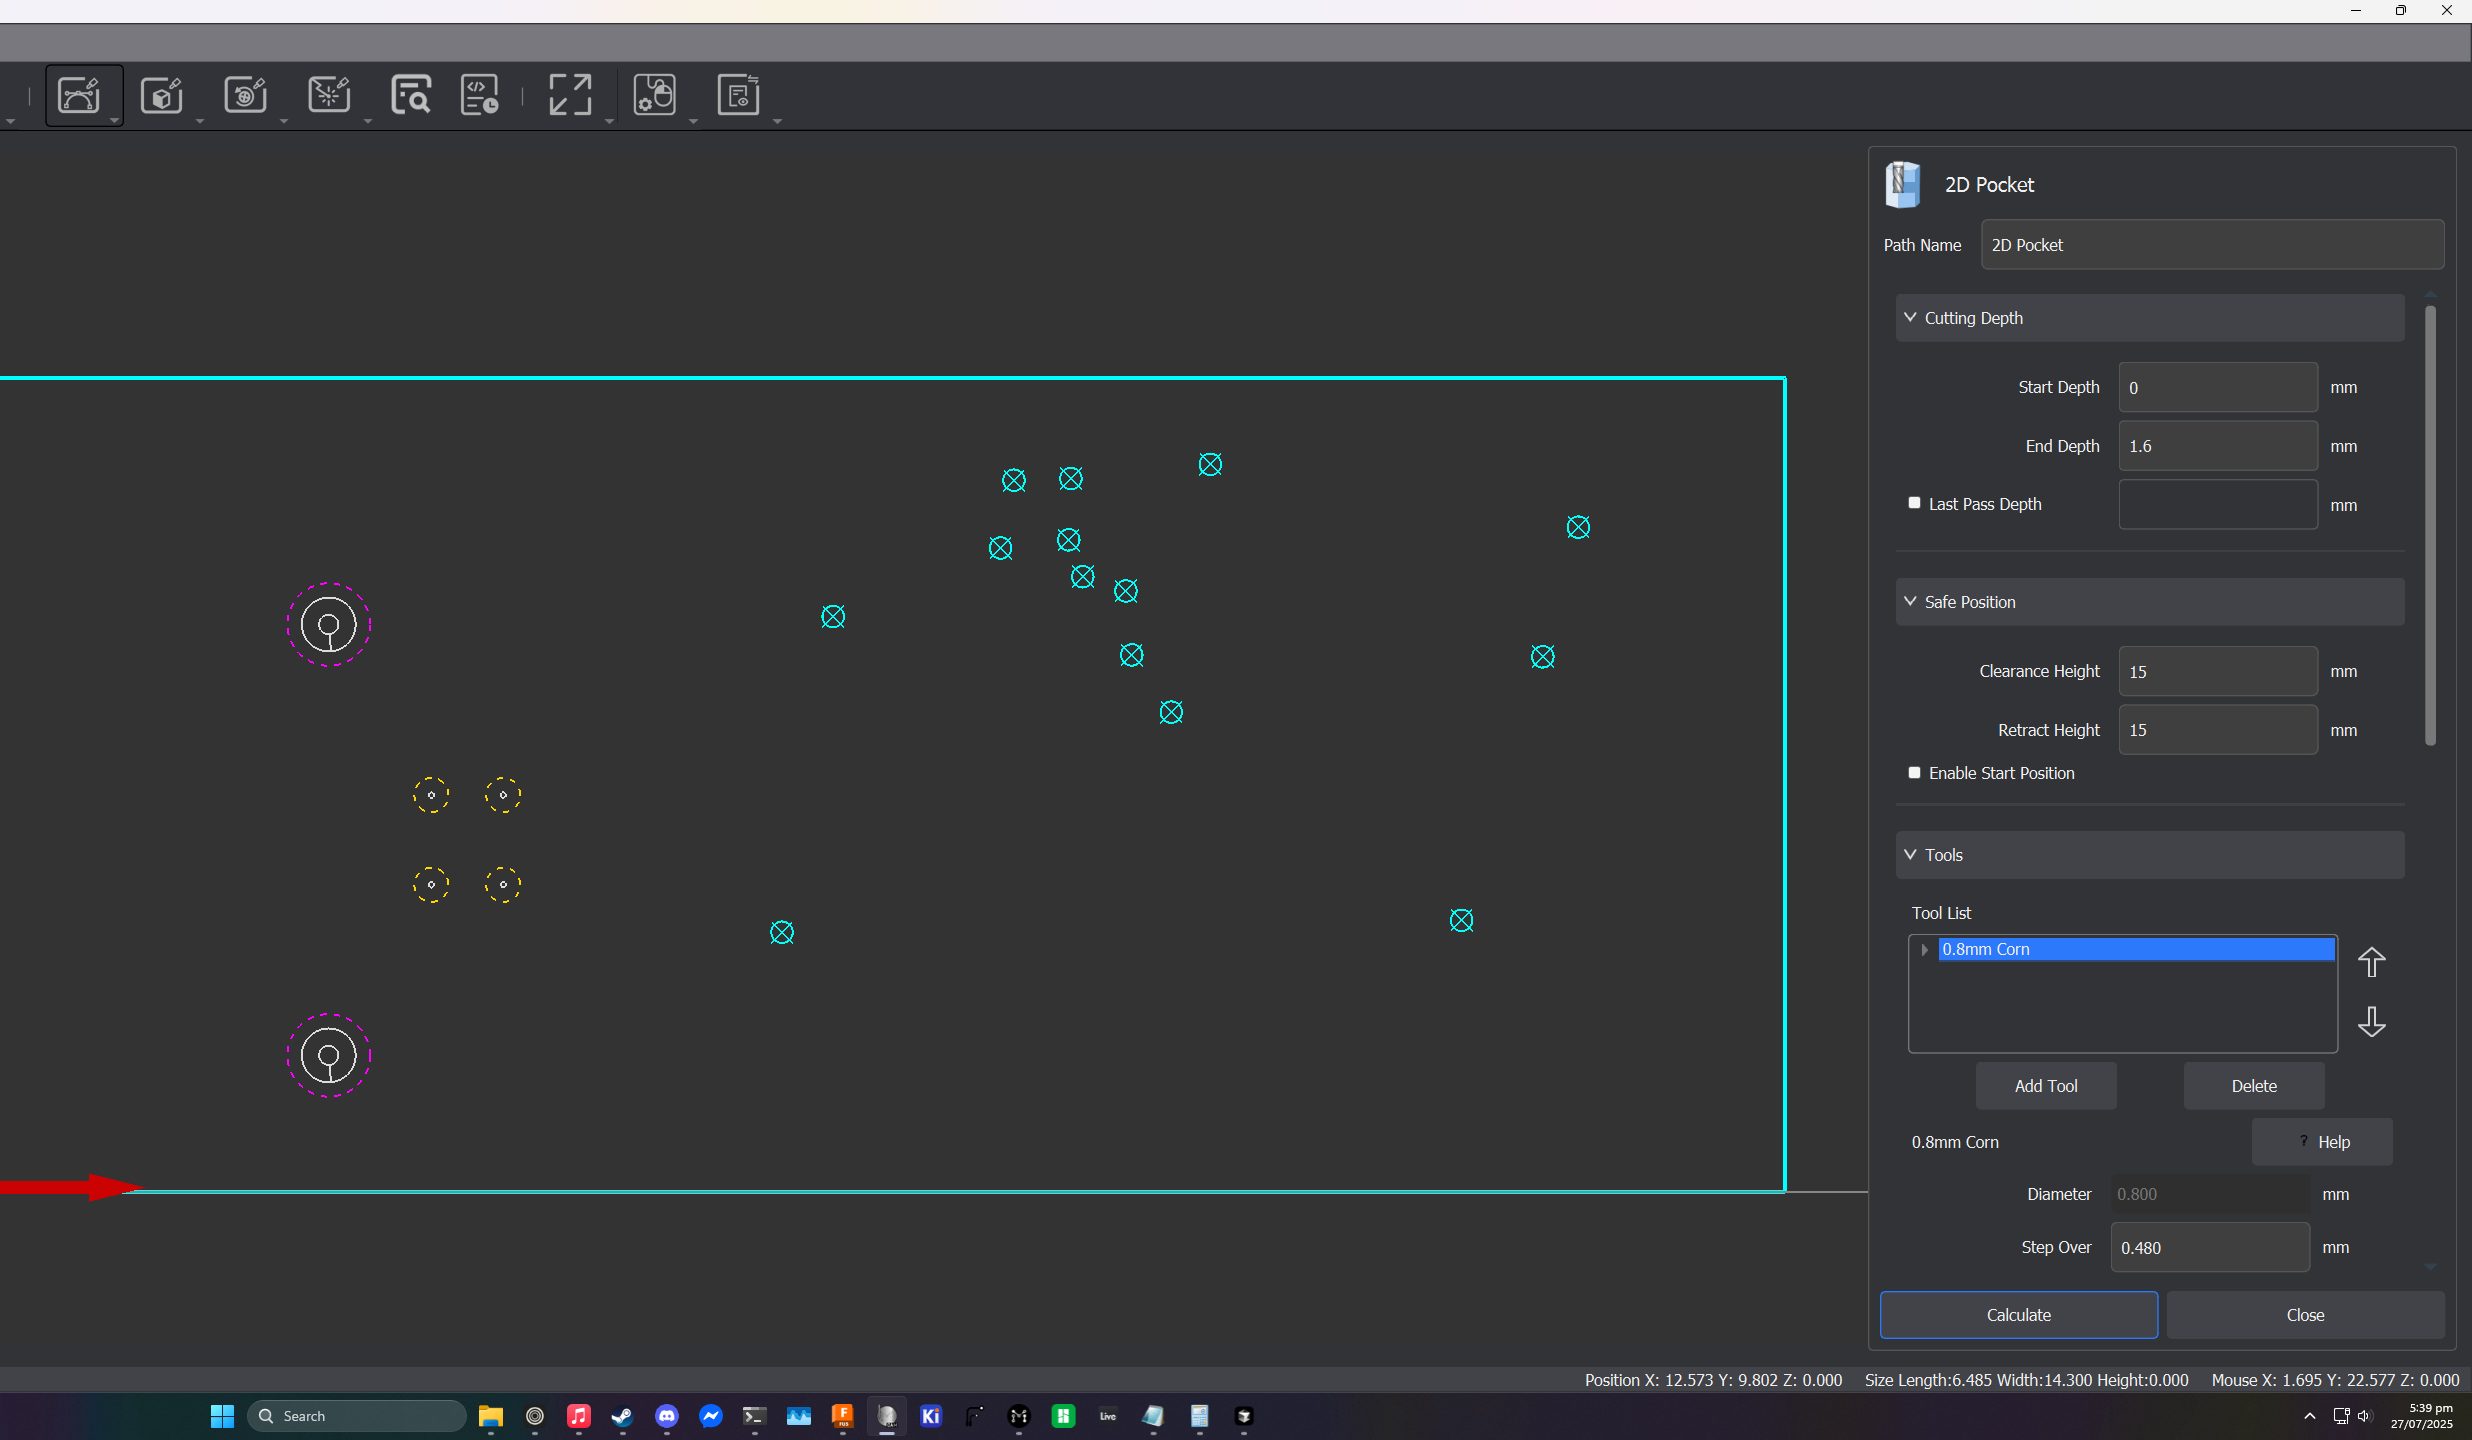 2D Pocket
Path Name 2D Pocket
Cutting Depth
Start Depth 0 mm
End Depth 1.6 mm
Last Pass Depth mm
Safe Position
Clearance Height 15 mm
Retract Height 15 mm
Enable Start Position
Tools
Tool List
0.8mm Corn
Add Tool Delete
0.8mm Corn ? Help
Diameter 0.800 mm
Step Over 0.480 mm
Calculate Close
Position X: 12.573 Y: 9.802 Z: 0.000 Size Length:6.485 Width:14.300 Height:0.000 Mouse X: 1.695 Y: 22.577 Z: 0.000
Search Ki Live
5:39 pm
27/07/2025